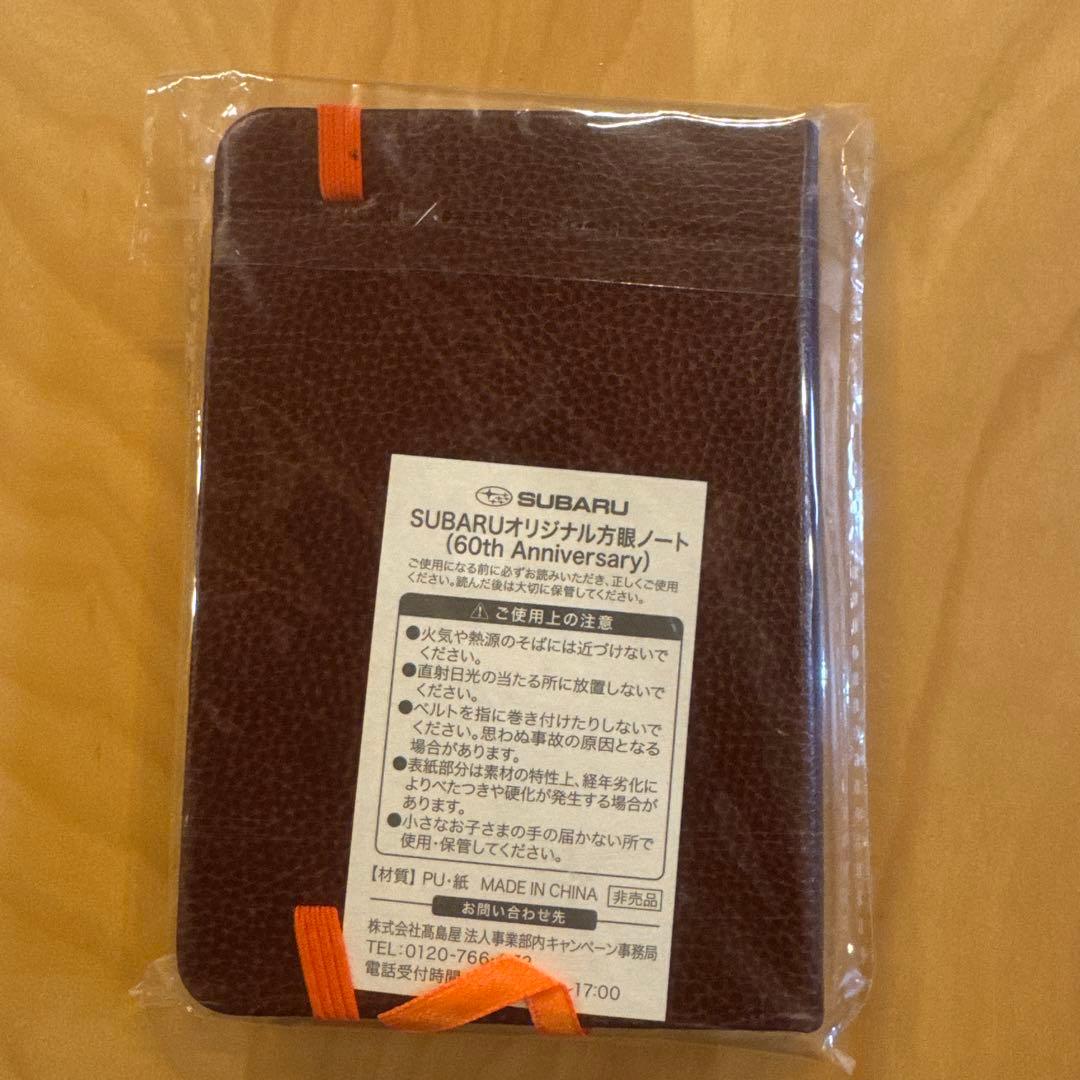 SUBARU
SUBARUオリジナル方眼ノート
(60th Anniversary)
ご使用になる前に必ずお読みいただき、正しくご使用
ください。読んだ後は大切に保管してください。
⚠ ご使用上の注意
●火気や熱源のそばには近づけないで
ください。
●直射日光の当たる所に放置しないで
ください。
●ベルトを指に巻き付けたりしないで
ください。思わぬ事故の原因となる
場合があります。
●表紙部分は素材の特性上、経年劣化に
よりべたつきや硬化が発生する場合が
あります。
●小さなお子さまの手の届かない所で
使用・保管してください。
【材質】PU・紙 MADE IN CHINA 非売品
お問い合わせ先
株式会社髙島屋 法人事業部内キャンペーン事務局
TEL:0120-766-
電話受付時間 17:00